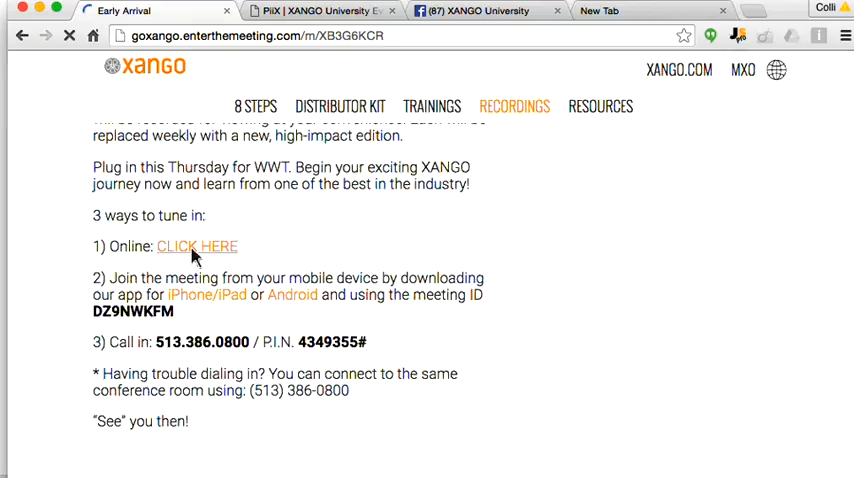 Early Arrival
PiiX | XANGO University Ev
(87) XANGO University
New Tab
Colli
goxango.enterthemeeting.com/m/XB3G6KCR
XANGO
XANGO.COM
MXO
8 STEPS
DISTRIBUTOR KIT
TRAININGS
RECORDINGS
RESOURCES
replaced weekly with a new, high-impact edition.
Plug in this Thursday for WWT. Begin your exciting XANGO
journey now and learn from one of the best in the industry!
3 ways to tune in:
1) Online: CLICK HERE
2) Join the meeting from your mobile device by downloading
our app for iPhone/iPad or Android and using the meeting ID
DZ9NWKFM
3) Call in: 513.386.0800 / P.I.N. 4349355#
* Having trouble dialing in? You can connect to the same
conference room using: (513) 386-0800
“See” you then!